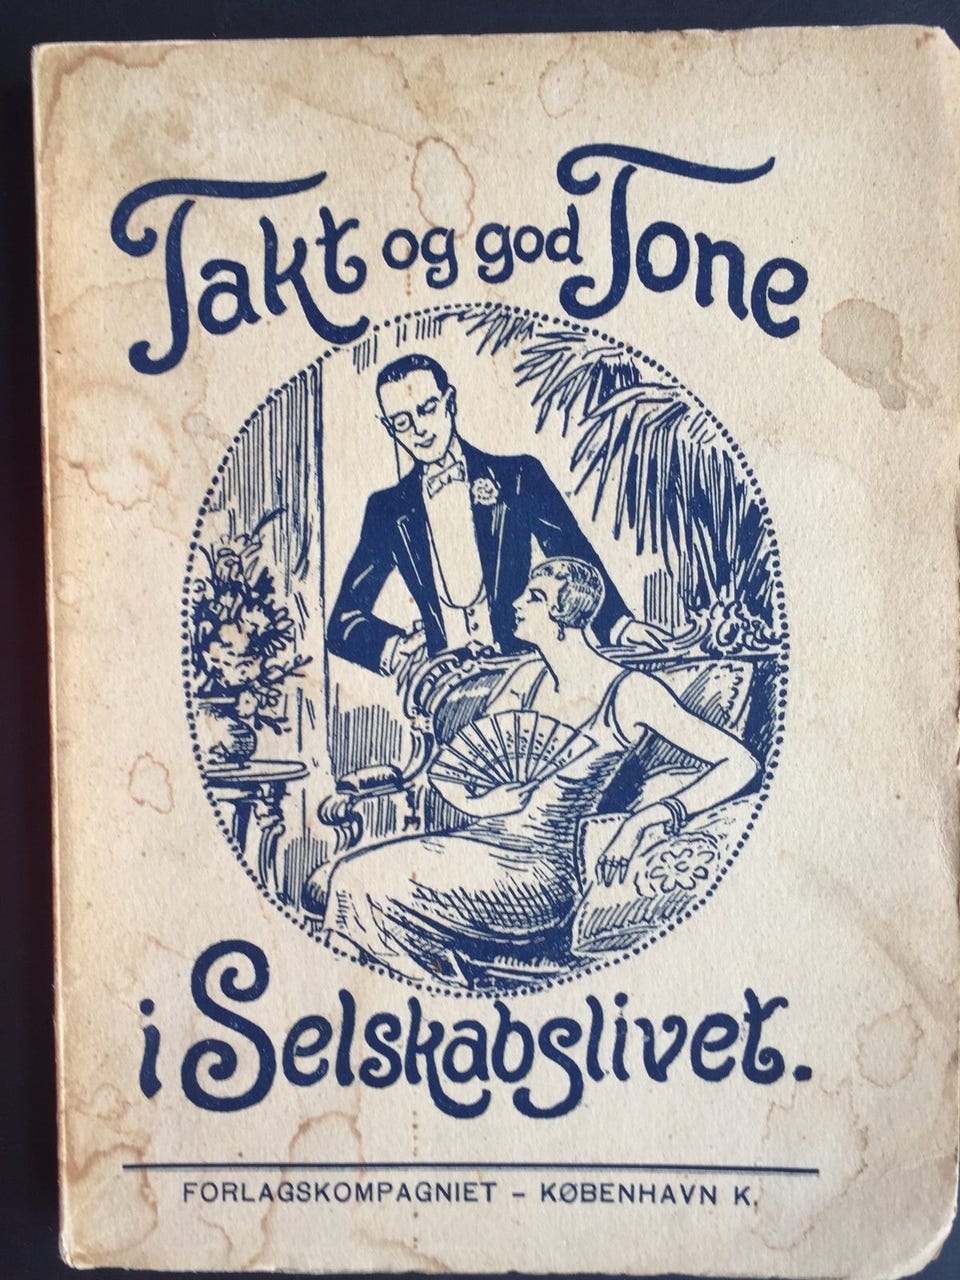 Takt og god Tone
i Selskabslivet.
FORLAGSKOMPAGNIET - KØBENHAVN K.